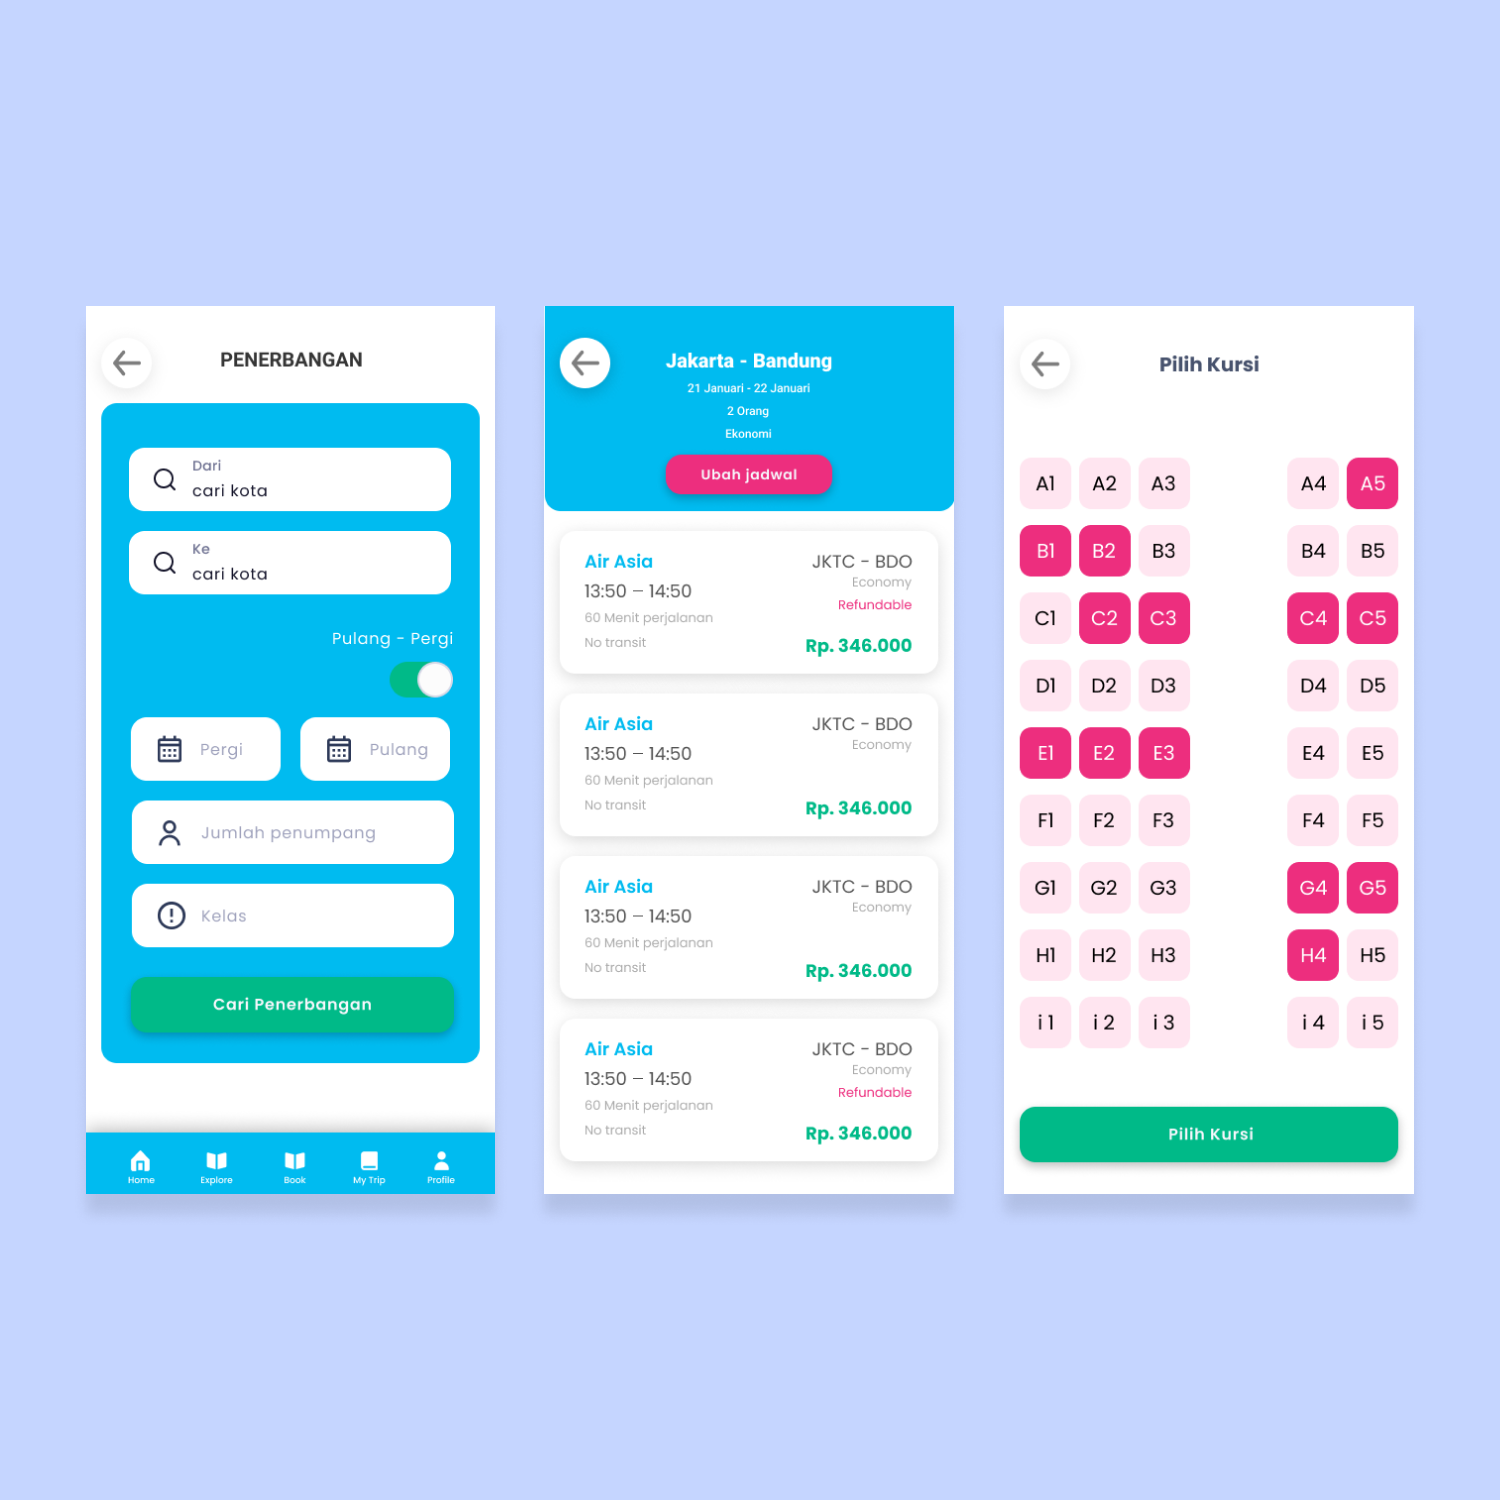 PENERBANGAN
Dari
cari kota
Ke
cari kota
Pulang - Pergi
Pergi
Pulang
Jumlah penumpang
Kelas
Cari Penerbangan
Home
Explore
Book
My Trip
Profile
Jakarta - Bandung
21 Januari - 22 Januari
2 Orang
Ekonomi
Ubah jadwal
Air Asia
JKTC - BDO
13:50 – 14:50
Economy
60 Menit perjalanan
Refundable
No transit
Rp. 346.000
Air Asia
JKTC - BDO
13:50 – 14:50
Economy
60 Menit perjalanan
No transit
Rp. 346.000
Air Asia
JKTC - BDO
13:50 – 14:50
Economy
60 Menit perjalanan
No transit
Rp. 346.000
Air Asia
JKTC - BDO
13:50 – 14:50
Economy
60 Menit perjalanan
Refundable
No transit
Rp. 346.000
Pilih Kursi
A1 A2 A3 A4 A5
B1 B2 B3 B4 B5
C1 C2 C3 C4 C5
D1 D2 D3 D4 D5
E1 E2 E3 E4 E5
F1 F2 F3 F4 F5
G1 G2 G3 G4 G5
H1 H2 H3 H4 H5
i 1 i 2 i 3 i 4 i 5
Pilih Kursi